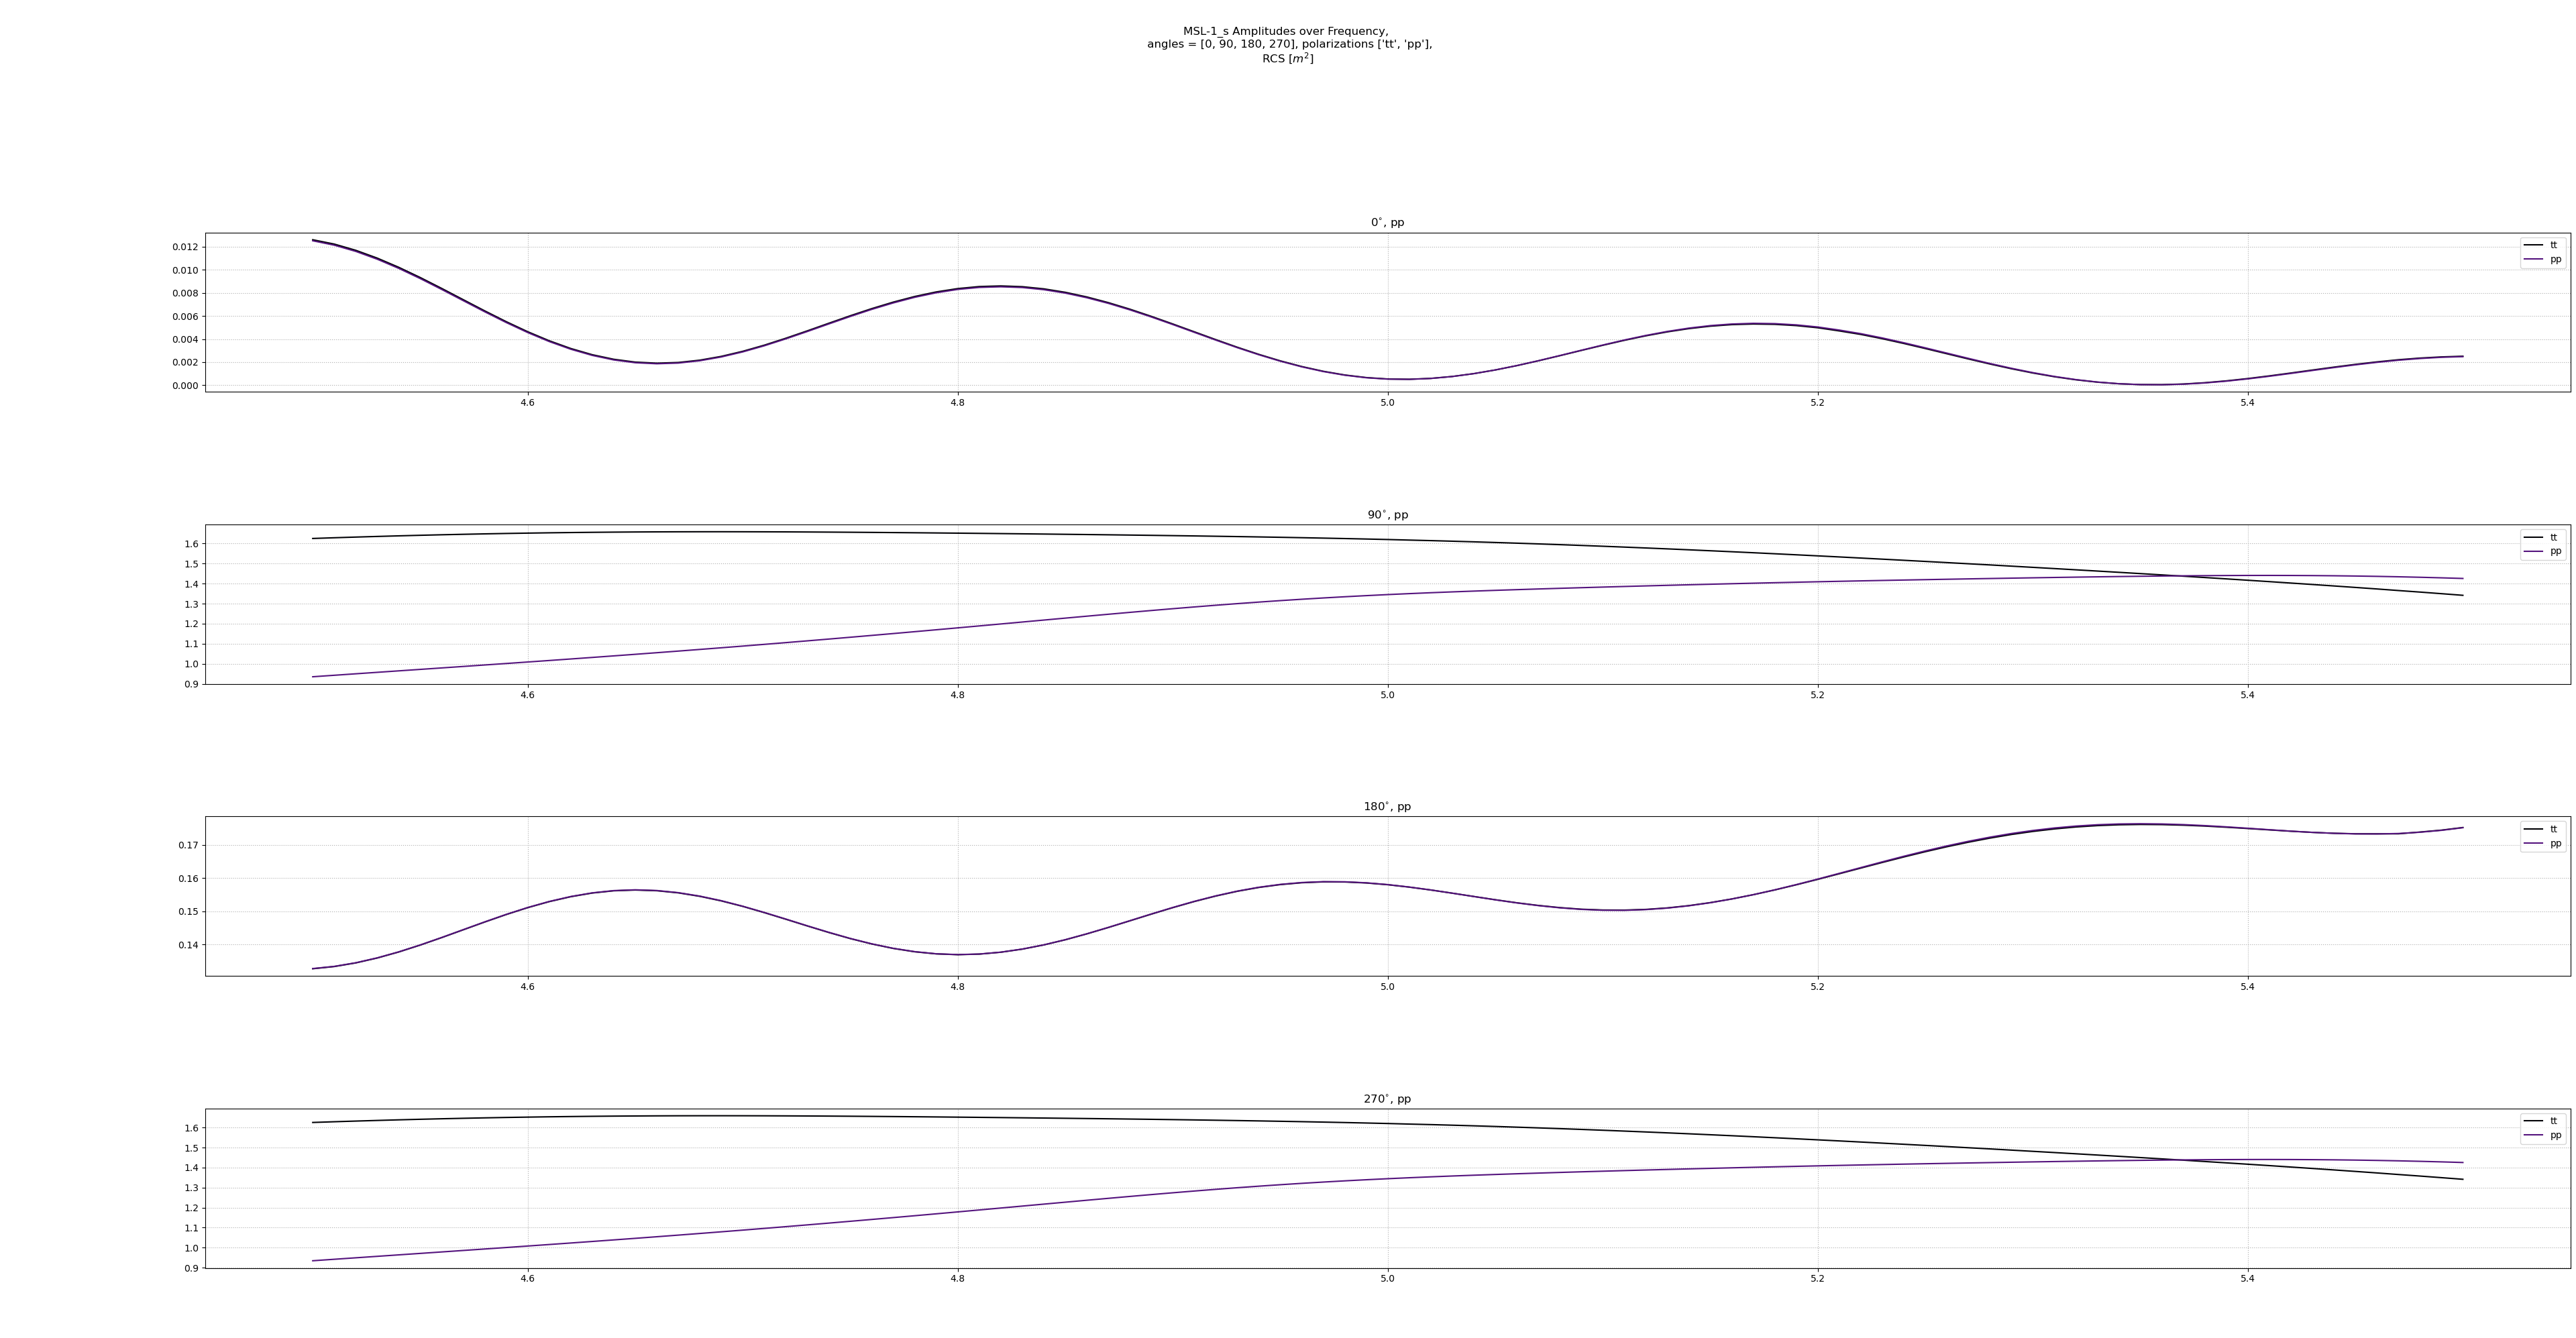 MSL-1_s Amplitudes over Frequency,
angles = [0, 90, 180, 270], polarizations ['tt', 'pp'],
RCS [m²]
0°, pp
0.012
0.010
0.008
0.006
0.004
0.002
0.000
tt
pp
4.6 4.8 5.0 5.2 5.4
90°, pp
1.6
1.5
1.4
1.3
1.2
1.1
1.0
0.9
tt
pp
4.6 4.8 5.0 5.2 5.4
180°, pp
0.17
0.16
0.15
0.14
tt
pp
4.6 4.8 5.0 5.2 5.4
270°, pp
1.6
1.5
1.4
1.3
1.2
1.1
1.0
0.9
tt
pp
4.6 4.8 5.0 5.2 5.4